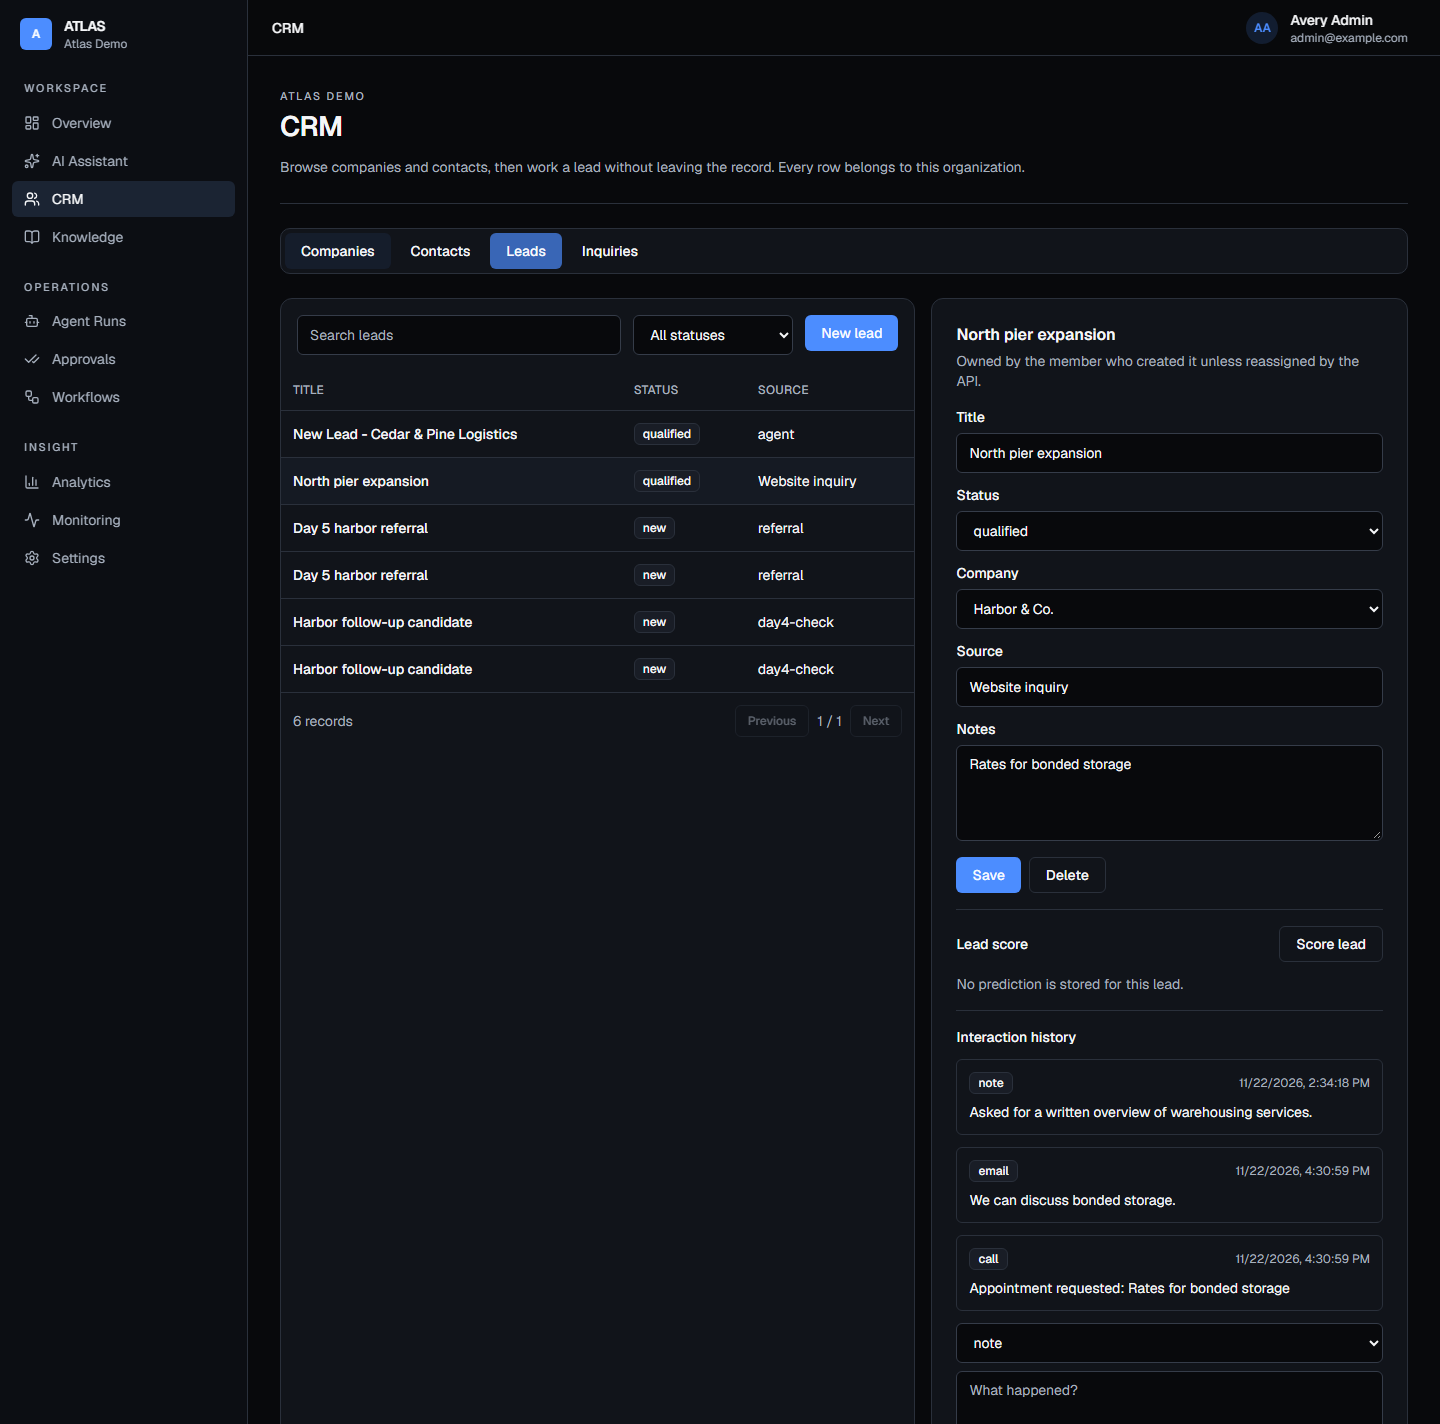 A
ATLAS
Atlas Demo
WORKSPACE
Overview
AI Assistant
CRM
Knowledge
OPERATIONS
Agent Runs
Approvals
Workflows
INSIGHT
Analytics
Monitoring
Settings
CRM
AA
Avery Admin
admin@example.com
ATLAS DEMO
CRM
Browse companies and contacts, then work a lead without leaving the record. Every row belongs to this organization.
Companies
Contacts
Leads
Inquiries
Search leads
All statuses
New lead
TITLE STATUS SOURCE
New Lead - Cedar & Pine Logistics qualified agent
North pier expansion qualified Website inquiry
Day 5 harbor referral new referral
Day 5 harbor referral new referral
Harbor follow-up candidate new day4-check
Harbor follow-up candidate new day4-check
6 records
Previous 1 / 1 Next
North pier expansion
Owned by the member who created it unless reassigned by the
API.
Title
North pier expansion
Status
qualified
Company
Harbor & Co.
Source
Website inquiry
Notes
Rates for bonded storage
Save
Delete
Lead score
Score lead
No prediction is stored for this lead.
Interaction history
note 11/22/2026, 2:34:18 PM
Asked for a written overview of warehousing services.
email 11/22/2026, 4:30:59 PM
We can discuss bonded storage.
call 11/22/2026, 4:30:59 PM
Appointment requested: Rates for bonded storage
note
What happened?